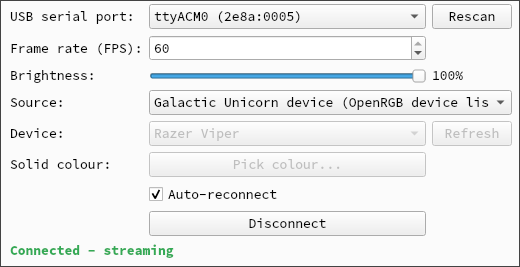 USB serial port: ttyACM0 (2e8a:0005) Rescan
Frame rate (FPS): 60
Brightness: 100%
Source: Galactic Unicorn device (OpenRGB device lis
Device: Razer Viper Refresh
Solid colour: Pick colour...
Auto-reconnect
Disconnect
Connected - streaming